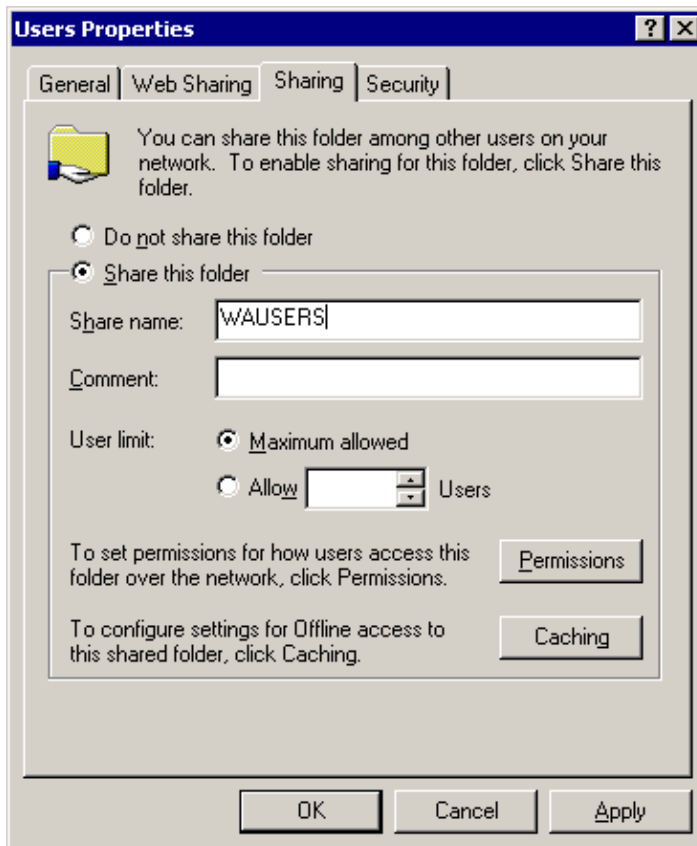 Users Properties
General Web Sharing Sharing Security
You can share this folder among other users on your
network. To enable sharing for this folder, click Share this
folder.
Do not share this folder
Share this folder
Share name: WAUSERS
Comment:
User limit: Maximum allowed
Allow Users
To set permissions for how users access this
folder over the network, click Permissions.
Permissions
To configure settings for Offline access to
this shared folder, click Caching.
Caching
OK Cancel Apply